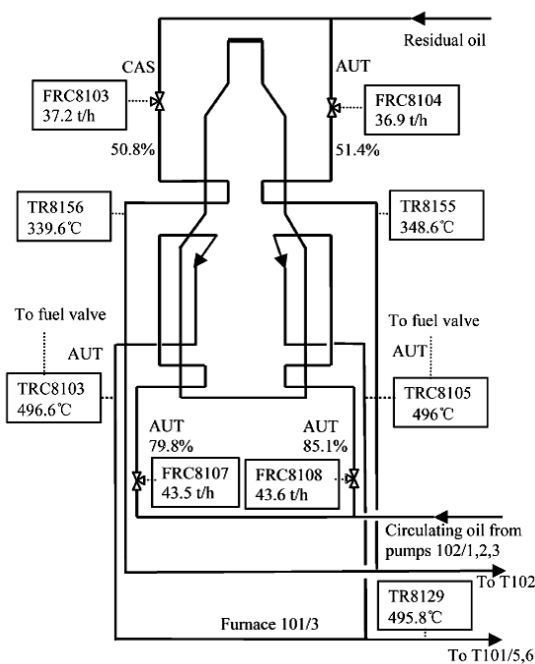 Residual oil
CAS
AUT
FRC8103
37.2 t/h
FRC8104
36.9 t/h
50.8%
51.4%
TR8156
339.6℃
TR8155
348.6℃
To fuel valve
To fuel valve
AUT
AUT
TRC8103
496.6℃
TRC8105
496℃
AUT
79.8%
AUT
85.1%
FRC8107
43.5 t/h
FRC8108
43.6 t/h
Circulating oil from
pumps 102/1,2,3
To T102
TR8129
495.8℃
Furnace 101/3
To T101/5,6